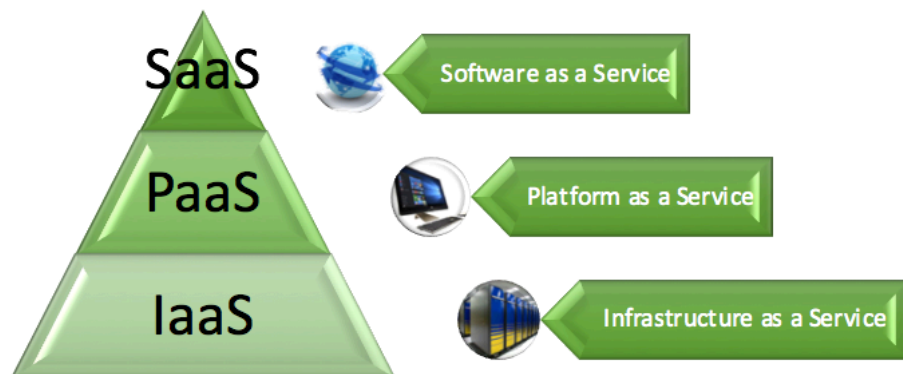 SaaS
Software as a Service
PaaS
Platform as a Service
IaaS
Infrastructure as a Service